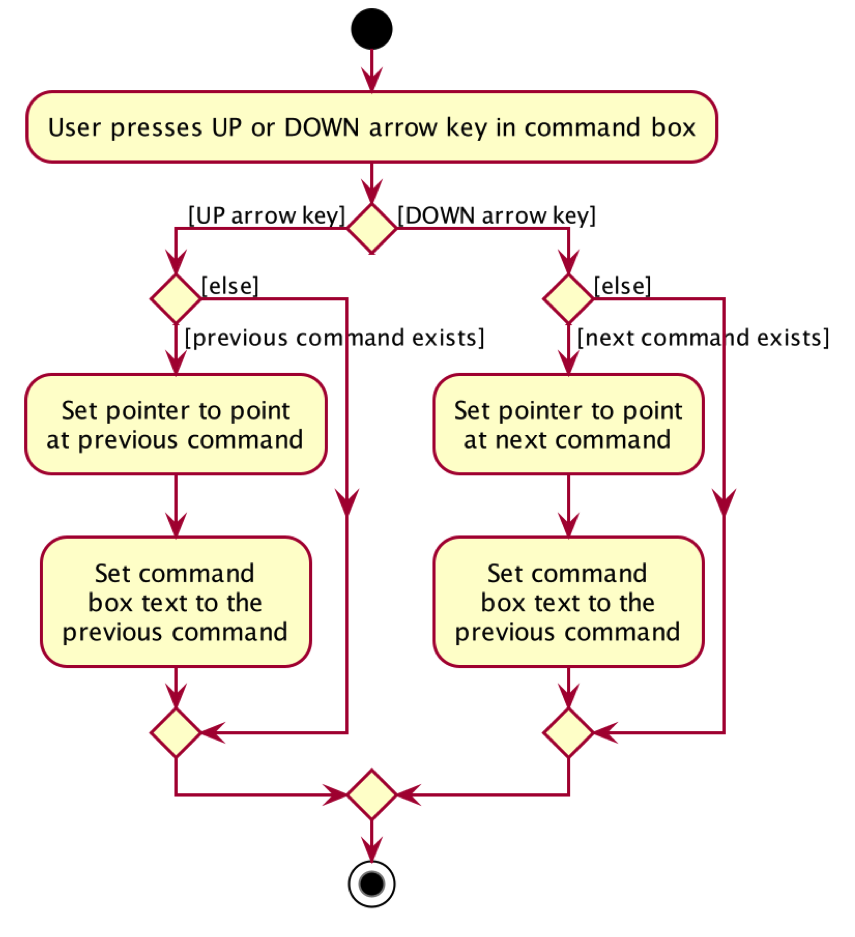 User presses UP or DOWN arrow key in command box
[UP arrow key]
[DOWN arrow key]
[else]
[else]
[previous command exists]
[next command exists]
Set pointer to point
at previous command
Set pointer to point
at next command
Set command
box text to the
previous command
Set command
box text to the
previous command